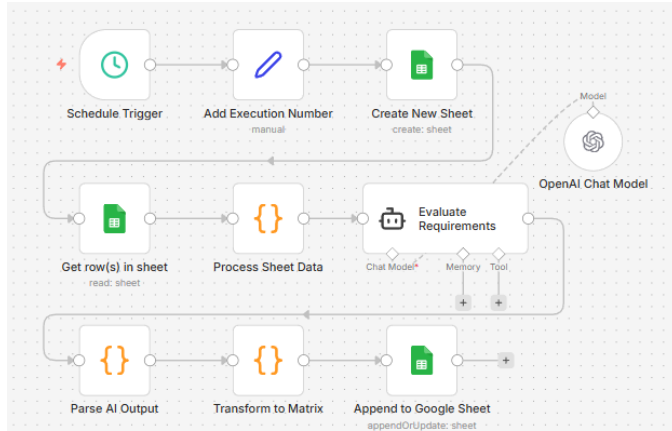 Schedule Trigger
Add Execution Number
manual
Create New Sheet
create: sheet
Model
OpenAI Chat Model
Get row(s) in sheet
read: sheet
Process Sheet Data
Evaluate
Requirements
Chat Model*
Memory
Tool
Parse AI Output
Transform to Matrix
Append to Google Sheet
appendOrUpdate: sheet